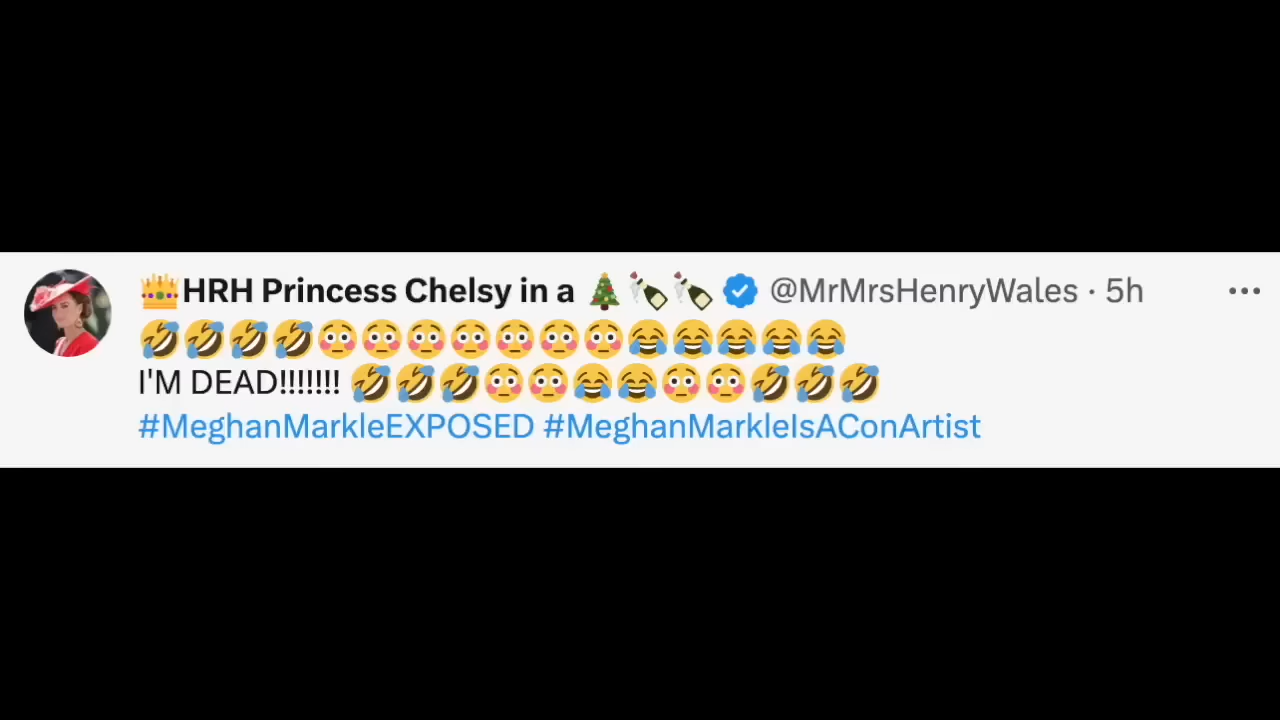 👑HRH Princess Chelsy in a 🎄🍾🍾 @MrMrsHenryWales · 5h
🤣🤣🤣🤣😳😳😳😳😳😳😳😂😂😂😂😂
I'M DEAD!!!!!!! 🤣🤣🤣😳😳😂😂😳😳🤣🤣🤣
#MeghanMarkleEXPOSED #MeghanMarkleIsAConArtist